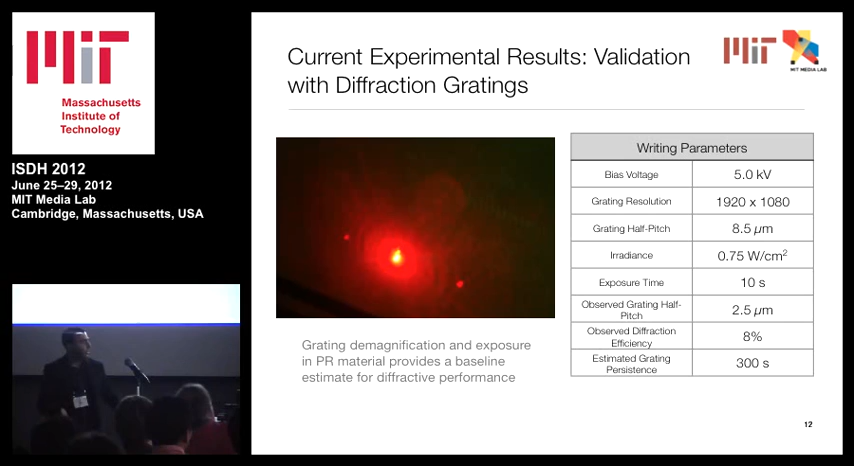 MiT
Massachusetts
Institute of
Technology
ISDH 2012
June 25–29, 2012
MIT Media Lab
Cambridge, Massachusetts, USA
Current Experimental Results: Validation
with Diffraction Gratings
MiT
MIT MEDIA LAB
Grating demagnification and exposure
in PR material provides a baseline
estimate for diffractive performance
Writing Parameters
Bias Voltage 5.0 kV
Grating Resolution 1920 x 1080
Grating Half-Pitch 8.5 µm
Irradiance 0.75 W/cm²
Exposure Time 10 s
Observed Grating Half-
Pitch 2.5 µm
Observed Diffraction
Efficiency 8%
Estimated Grating
Persistence 300 s
12